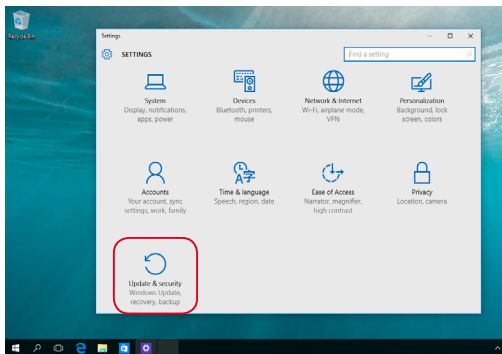 Recycle Bin
Settings
SETTINGS
Find a setting
System
Display, notifications,
apps, power
Devices
Bluetooth, printers,
mouse
Network & Internet
Wi-Fi, airplane mode,
VPN
Personalization
Background, lock
screen, colors
Accounts
Your account, sync
settings, work, family
Time & language
Speech, region, date
Ease of Access
Narrator, magnifier,
high contrast
Privacy
Location, camera
Update & security
Windows Update,
recovery, backup